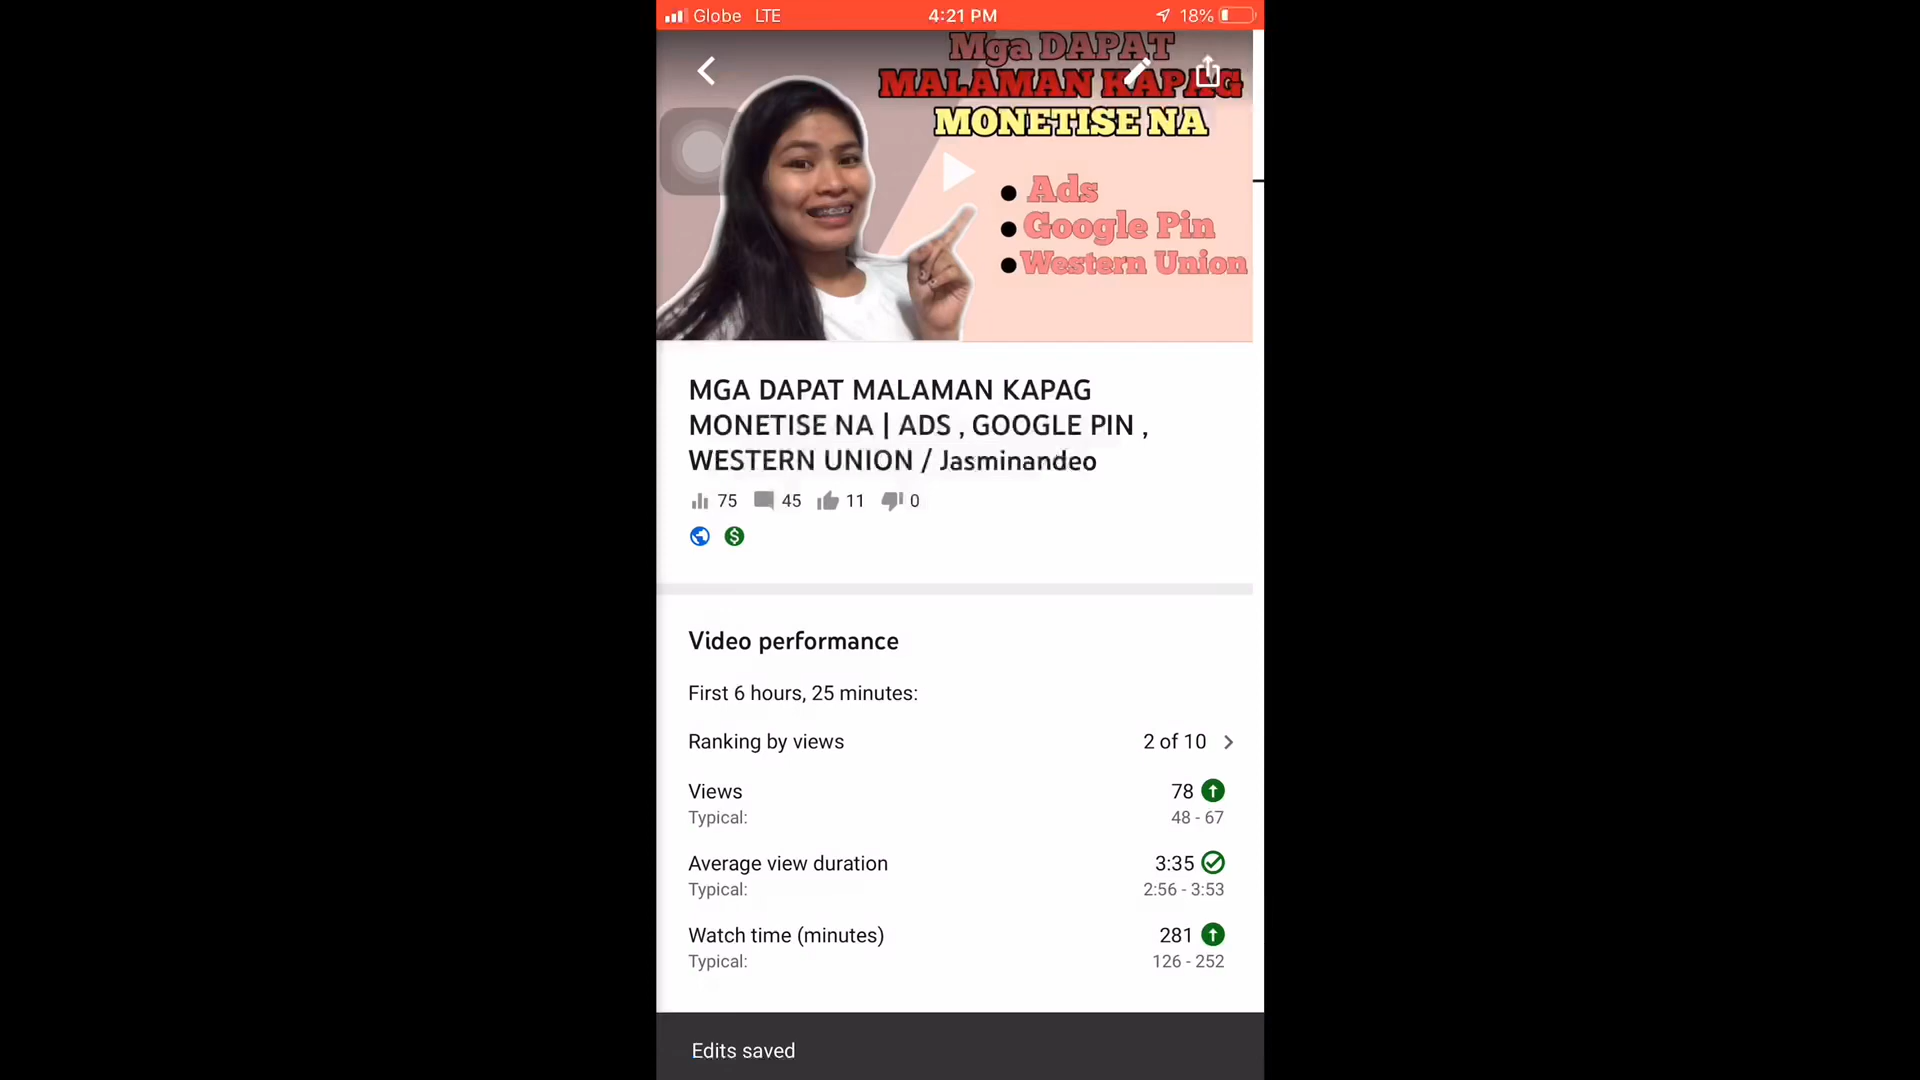 Globe LTE 4:21 PM 18%
Mga DAPAT
MALAMAN KAPAG
MONETISE NA
• Ads
• Google Pin
• Western Union
MGA DAPAT MALAMAN KAPAG
MONETISE NA | ADS , GOOGLE PIN ,
WESTERN UNION / Jasminandeo
75 45 11 0
Video performance
First 6 hours, 25 minutes:
Ranking by views 2 of 10
Views 78
Typical: 48 - 67
Average view duration 3:35
Typical: 2:56 - 3:53
Watch time (minutes) 281
Typical: 126 - 252
Edits saved